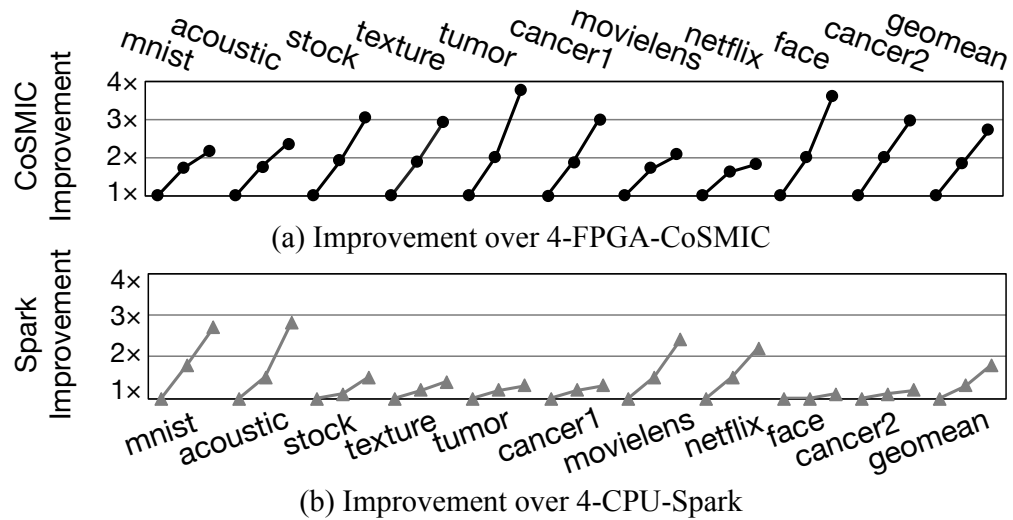 mnist acoustic stock texture tumor cancer1 movielens netflix face cancer2 geomean
CoSMIC
Improvement
4×
3×
2×
1×
(a) Improvement over 4-FPGA-CoSMIC
Spark
Improvement
4×
3×
2×
1×
mnist acoustic stock texture tumor cancer1 movielens netflix face cancer2 geomean
(b) Improvement over 4-CPU-Spark